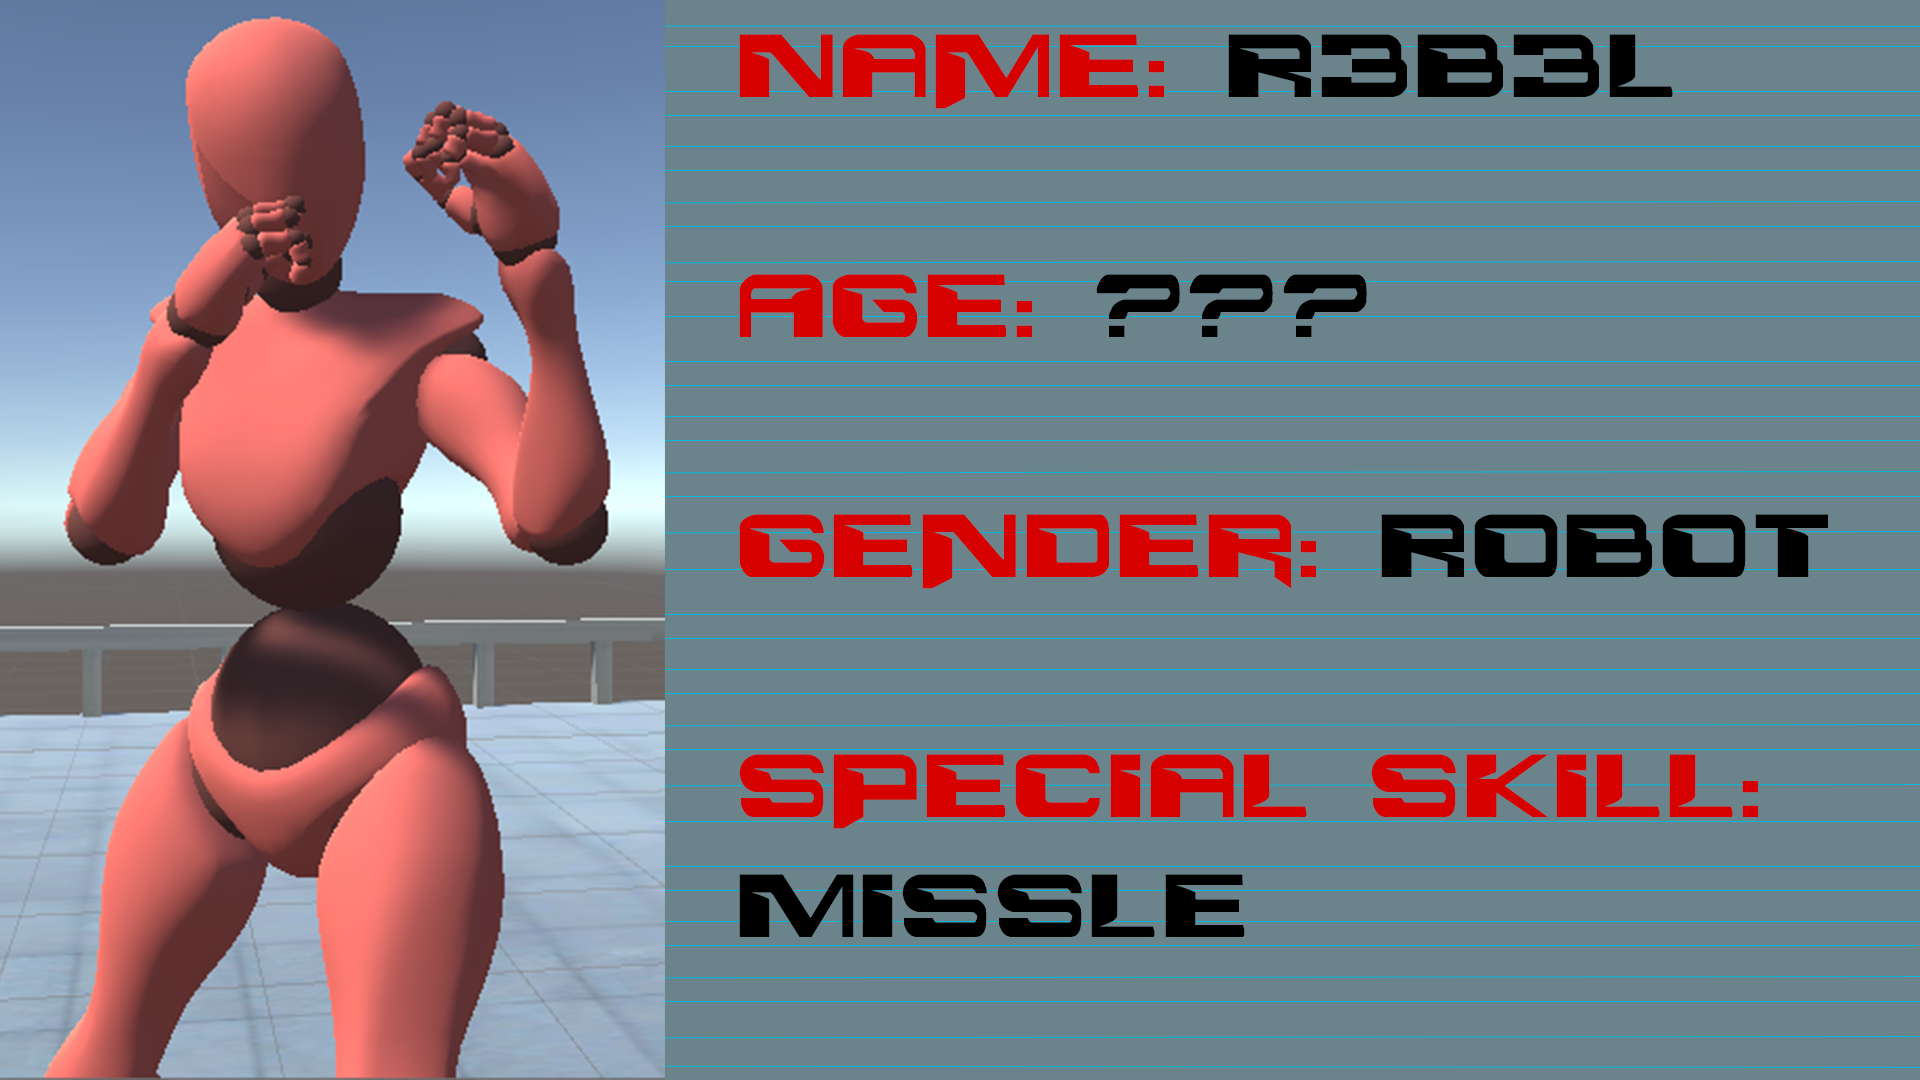 NAME: R3B3L
AGE: ???
GENDER: ROBOT
SPECIAL SKILL:
MISSLE